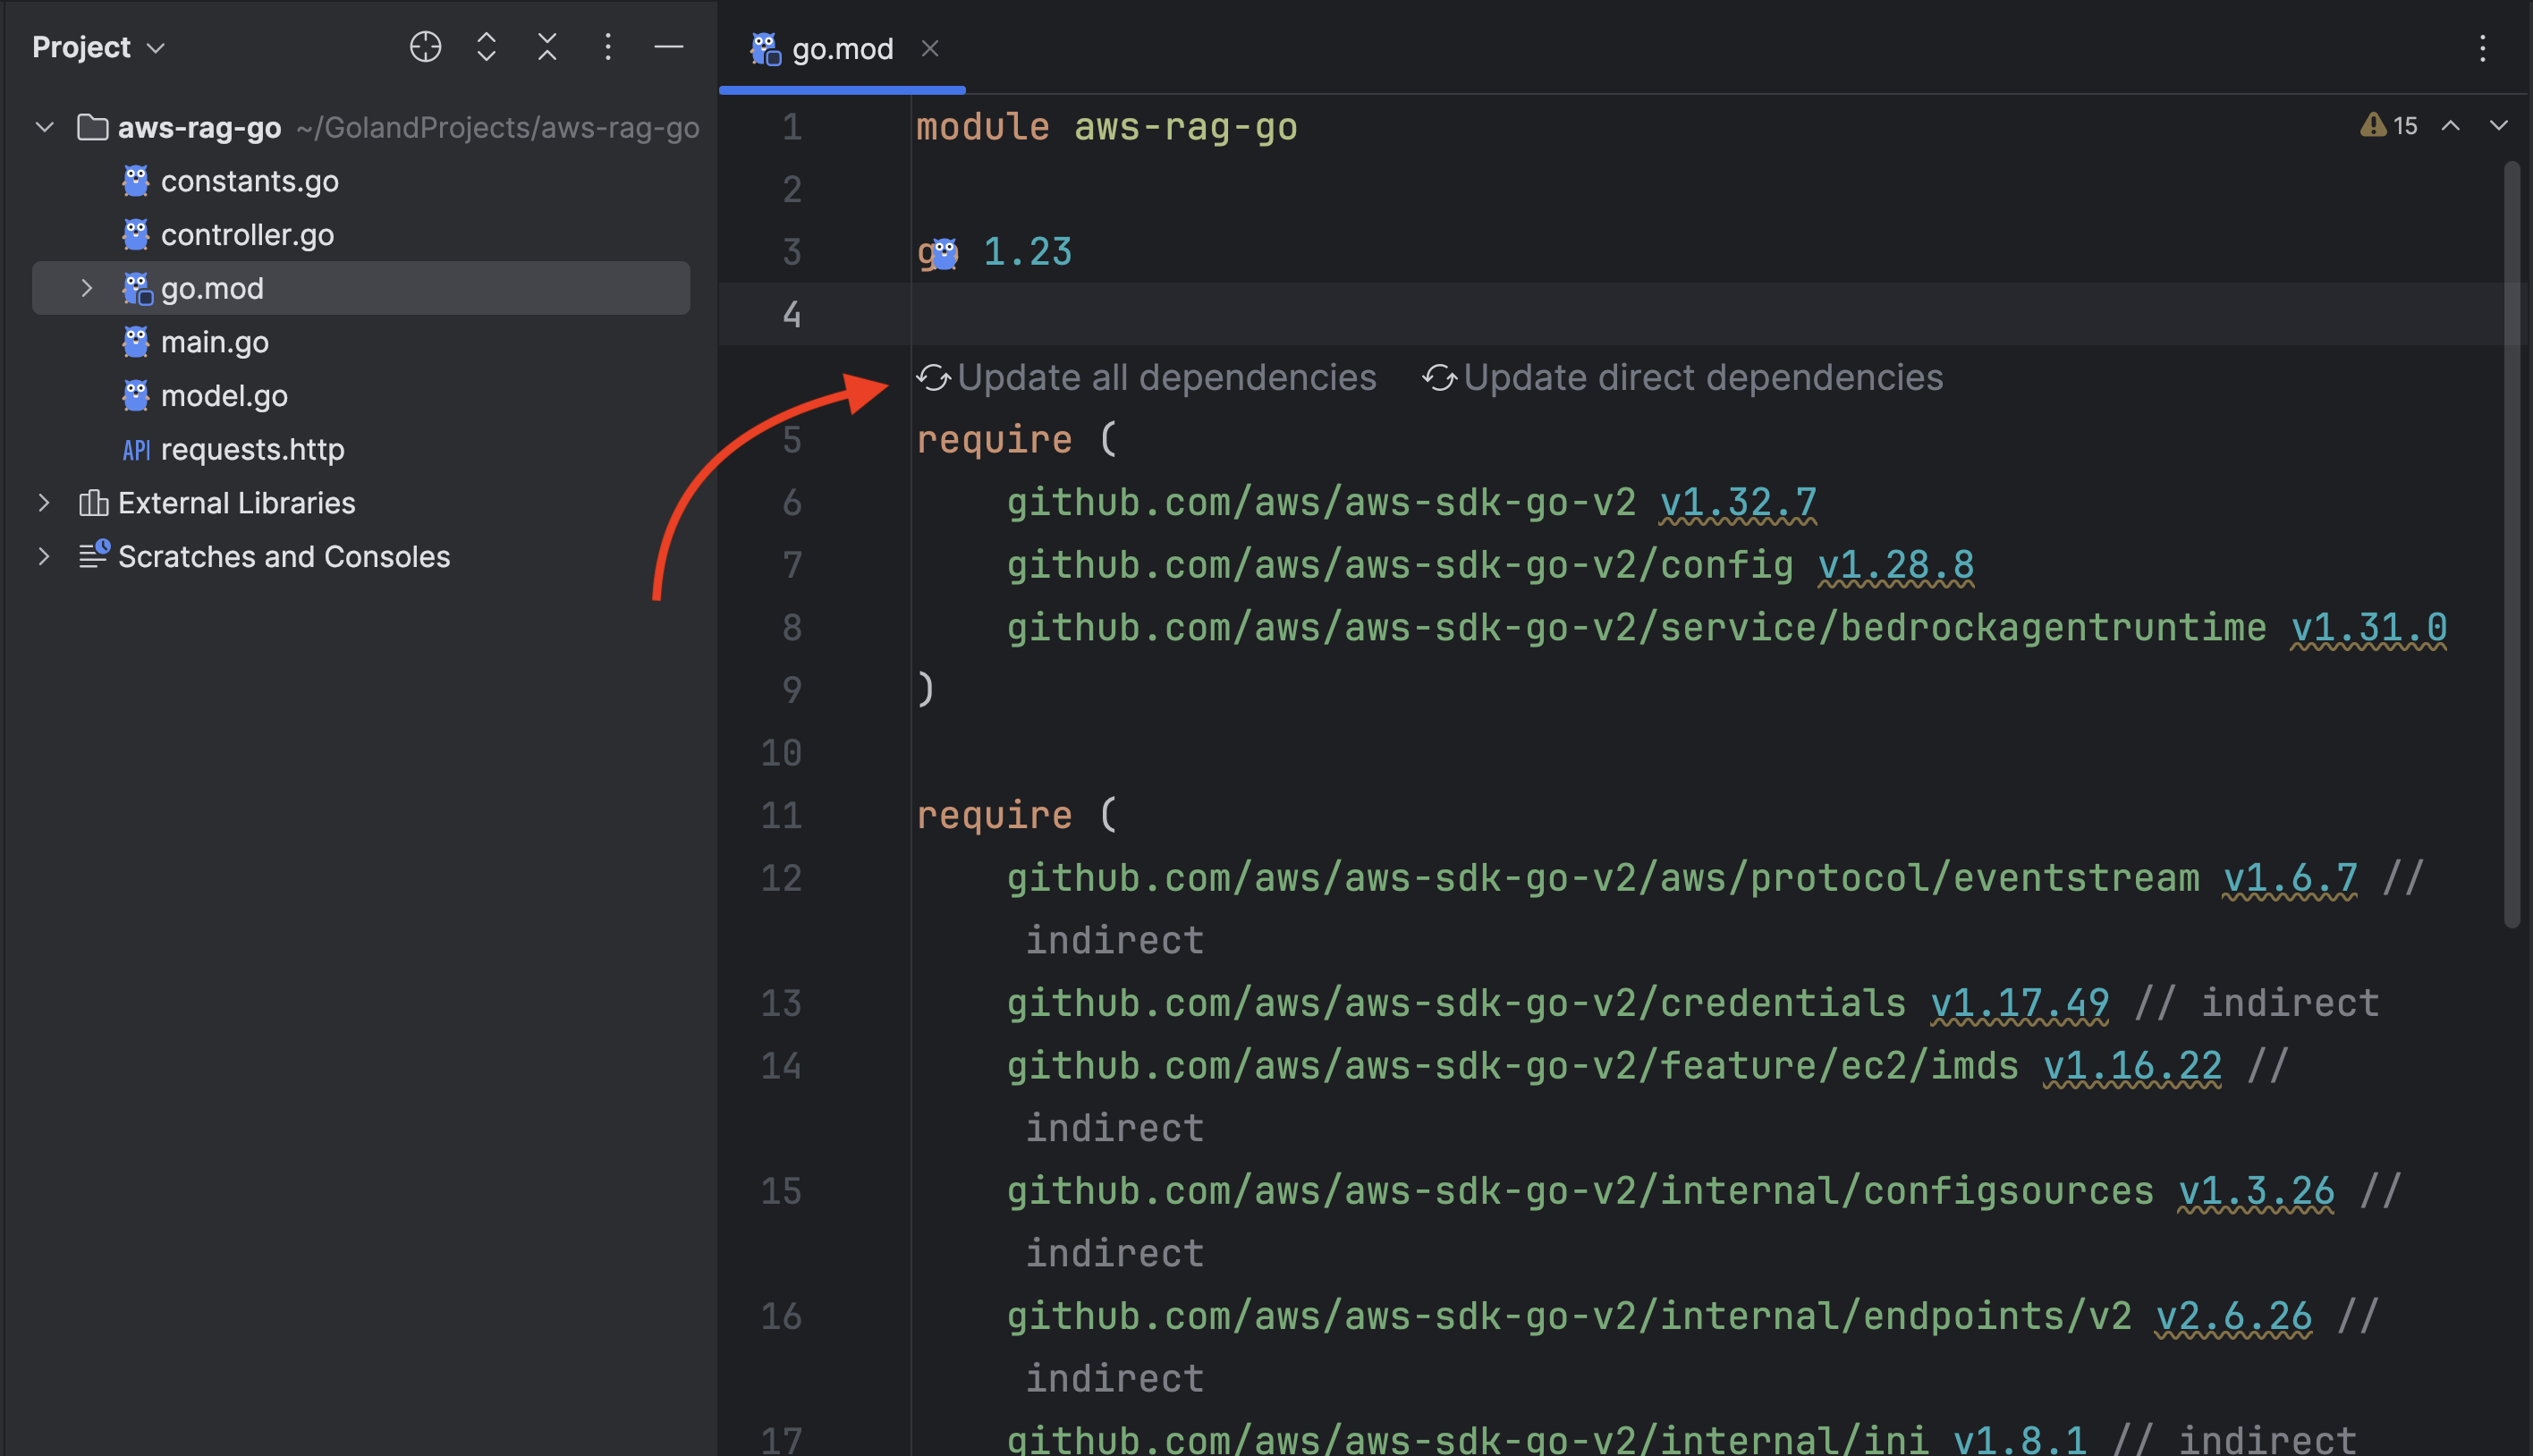 Project
aws-rag-go ~/GolandProjects/aws-rag-go
constants.go
controller.go
go.mod
main.go
model.go
API requests.http
External Libraries
Scratches and Consoles
go.mod
15
1 module aws-rag-go
2
3 go 1.23
4
Update all dependencies Update direct dependencies
5 require (
6 github.com/aws/aws-sdk-go-v2 v1.32.7
7 github.com/aws/aws-sdk-go-v2/config v1.28.8
8 github.com/aws/aws-sdk-go-v2/service/bedrockagentruntime v1.31.0
9 )
10
11 require (
12 github.com/aws/aws-sdk-go-v2/aws/protocol/eventstream v1.6.7 //
indirect
13 github.com/aws/aws-sdk-go-v2/credentials v1.17.49 // indirect
14 github.com/aws/aws-sdk-go-v2/feature/ec2/imds v1.16.22 //
indirect
15 github.com/aws/aws-sdk-go-v2/internal/configsources v1.3.26 //
indirect
16 github.com/aws/aws-sdk-go-v2/internal/endpoints/v2 v2.6.26 //
indirect
17 github.com/aws/aws-sdk-go-v2/internal/ini v1.8.1 // indirect